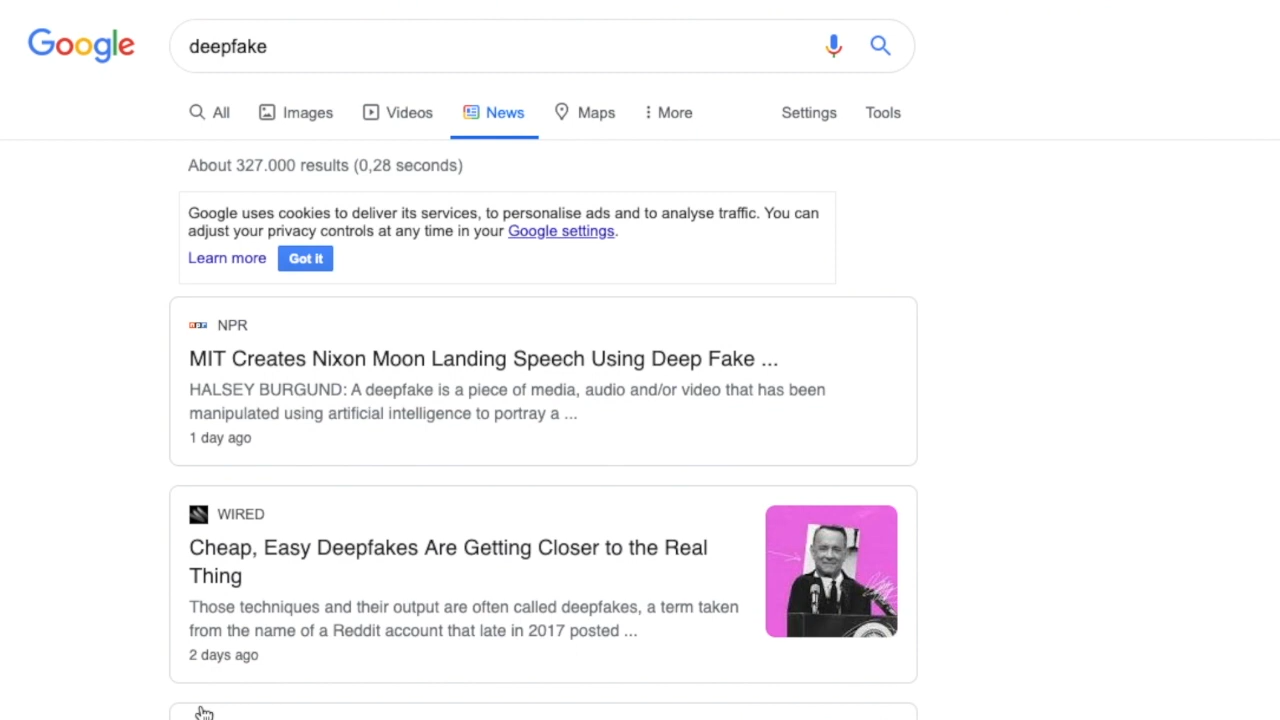 Google
deepfake
All Images Videos News Maps More Settings Tools
About 327.000 results (0,28 seconds)
Google uses cookies to deliver its services, to personalise ads and to analyse traffic. You can
adjust your privacy controls at any time in your Google settings.
Learn more Got it
npr NPR
MIT Creates Nixon Moon Landing Speech Using Deep Fake ...
HALSEY BURGUND: A deepfake is a piece of media, audio and/or video that has been
manipulated using artificial intelligence to portray a ...
1 day ago
WIRED
Cheap, Easy Deepfakes Are Getting Closer to the Real
Thing
Those techniques and their output are often called deepfakes, a term taken
from the name of a Reddit account that late in 2017 posted ...
2 days ago